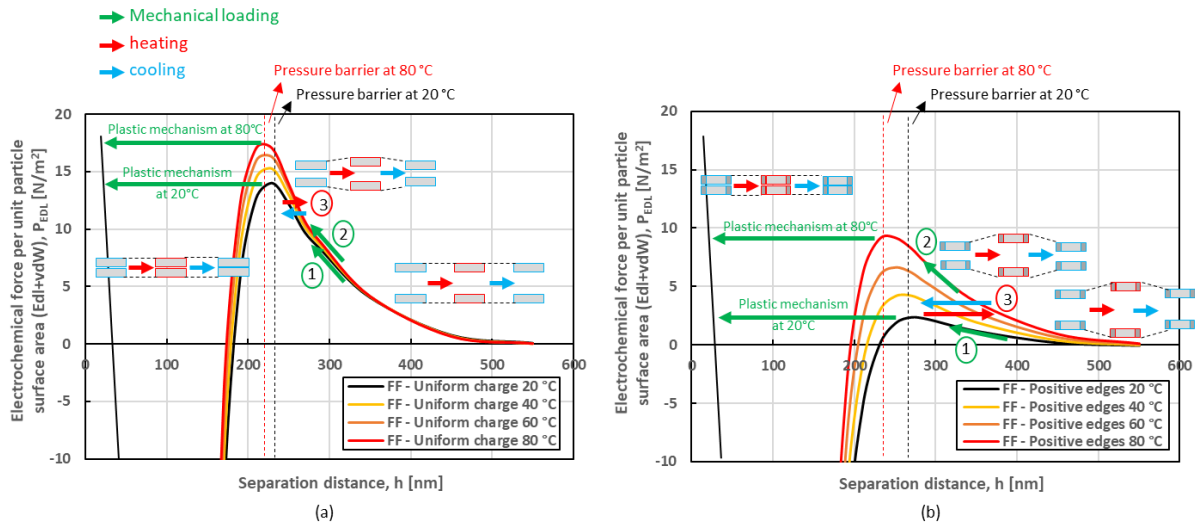 Mechanical loading
heating
cooling
Pressure barrier at 80 °C
Pressure barrier at 20 °C
Electrochemical force per unit particle
surface area (Edl+vdW), P_EDL [N/m²]
20
15
10
5
0
-5
-10
Plastic mechanism at 80°C
Plastic mechanism
at 20°C
3
2
1
0
100
200
300
400
500
600
FF - Uniform charge 20 °C
FF - Uniform charge 40 °C
FF - Uniform charge 60 °C
FF - Uniform charge 80 °C
Separation distance, h [nm]
(a)
Pressure barrier at 80 °C
Pressure barrier at 20 °C
Electrochemical force per unit particle
surface area (Edl+vdW), P_EDL [N/m²]
20
15
10
5
0
-5
-10
Plastic mechanism at 80°C
Plastic mechanism
at 20°C
2
3
1
0
100
200
300
400
500
600
FF - Positive edges 20 °C
FF - Positive edges 40 °C
FF - Positive edges 60 °C
FF - Positive edges 80 °C
Separation distance, h [nm]
(b)